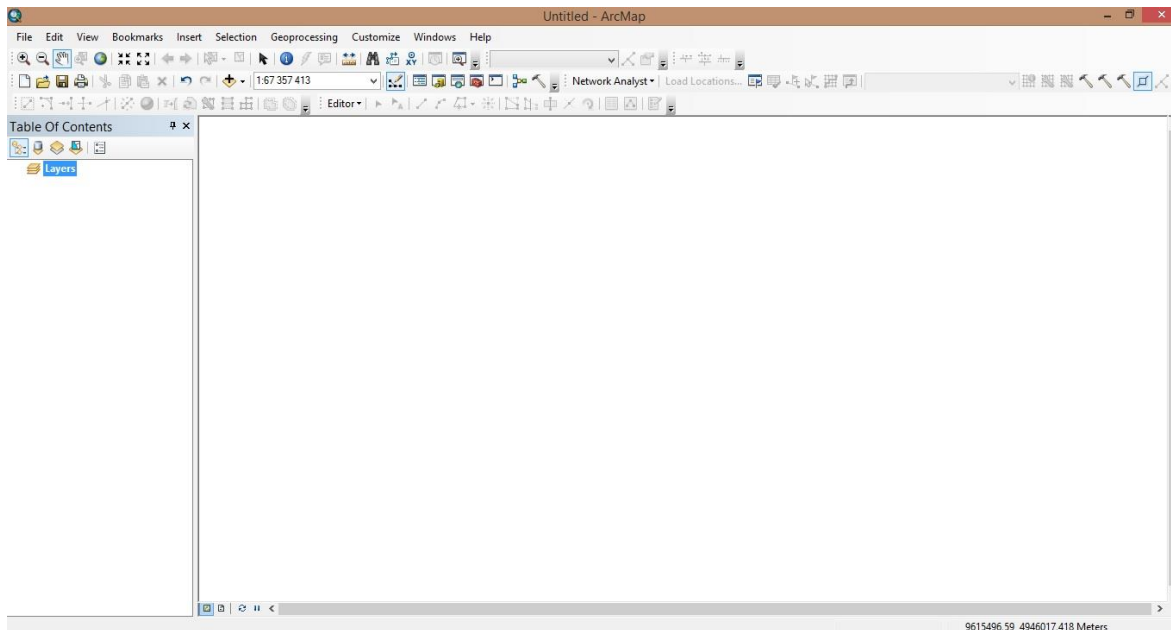 Untitled - ArcMap
File Edit View Bookmarks Insert Selection Geoprocessing Customize Windows Help
1:67 357 413 Network Analyst Load Locations...
Editor
Table Of Contents
Layers
9615496,59 4946017,418 Meters